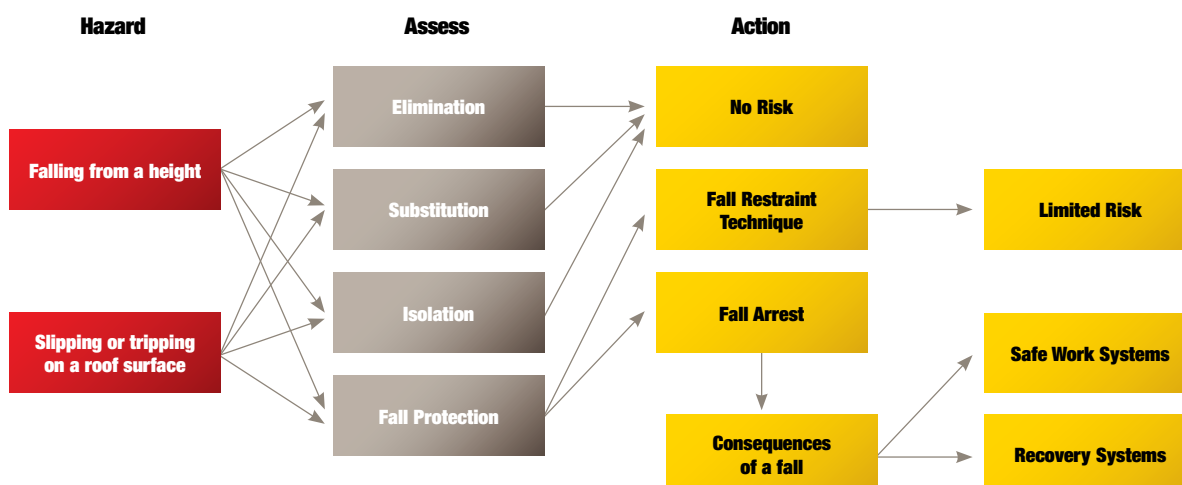 Hazard
Assess
Action
Falling from a height
Slipping or tripping
on a roof surface
Elimination
Substitution
Isolation
Fall Protection
No Risk
Fall Restraint
Technique
Fall Arrest
Consequences
of a fall
Limited Risk
Safe Work Systems
Recovery Systems